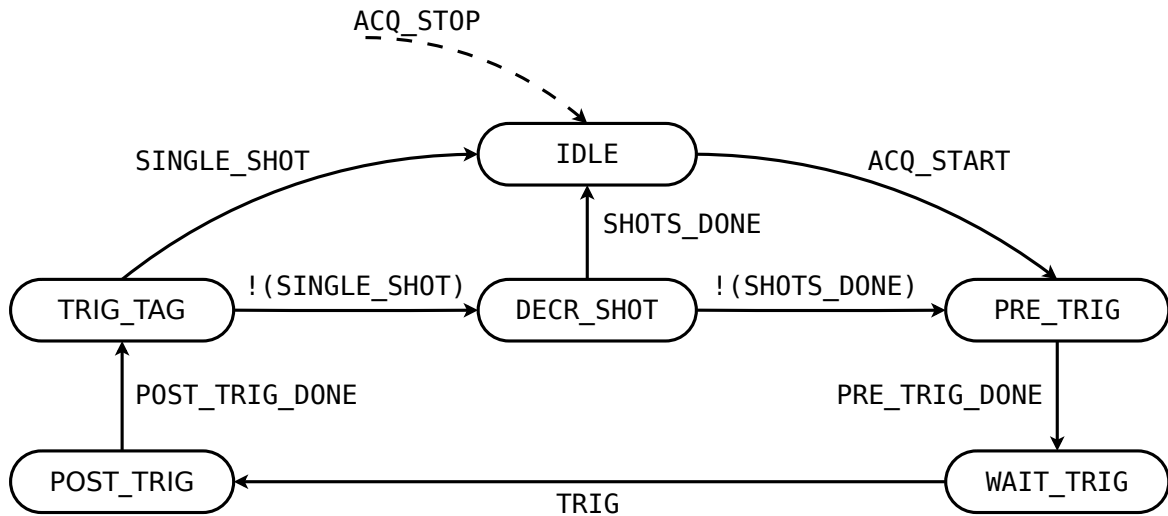 ACQ_STOP
IDLE
SINGLE_SHOT
ACQ_START
SHOTS_DONE
!(SINGLE_SHOT)
!(SHOTS_DONE)
TRIG_TAG
DECR_SHOT
PRE_TRIG
POST_TRIG_DONE
PRE_TRIG_DONE
POST_TRIG
WAIT_TRIG
TRIG